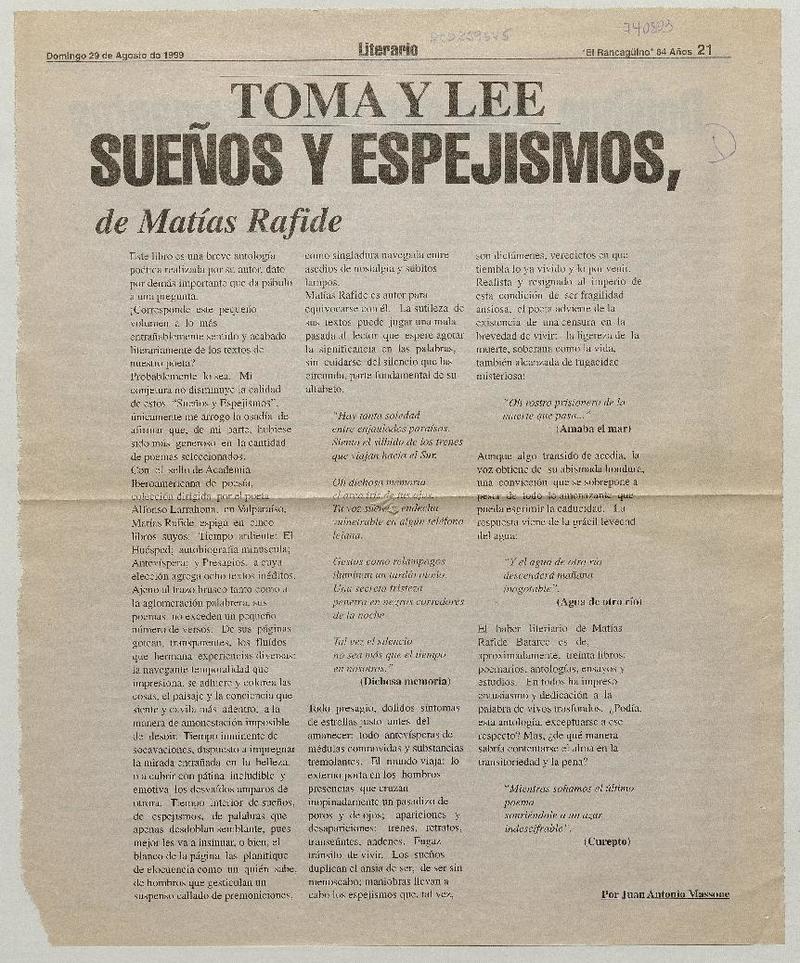 740893
RCD259545
Domingo 29 de Agosto de 1999
Literario
"El Rancagüino" 84 Años 21
TOMA Y LEE
SUEÑOS Y ESPEJISMOS,
de Matías Rafide
Este libro es una breve antología
poética realizada por su autor, dato
por demás importante que da pábulo
a una pregunta.
¿Corresponde este pequeño
volumen a lo más
entrañablemente sentido y acabado
literariamente de los textos de
nuestro poeta?
Probablemente lo sea. Mi
conjetura no disminuye la calidad
de estos "Sueños y Espejismos",
únicamente me arrogo la osadía de
afirmar que, de mi parte, hubiese
sido más generoso en la cantidad
de poemas seleccionados.
Con el sello de Academia
Iberoamericana de poesía,
colección dirigida por el poeta
Alfonso Larrahona, en Valparaíso,
Matías Rafide espiga en cinco
libros suyos: Tiempo ardiente; El
Huésped; autobiografía minúscula;
Antevíspera; y Presagios, a cuya
elección agrega ocho textos inéditos.
Ajeno al trazo brusco tanto como a
la aglomeración palabrera, sus
poemas no exceden un pequeño
número de versos. De sus páginas
gotean, transparentes, los fluidos
que hermana experiencias diversas:
la navegante temporalidad que
impresiona, se adhiere y colorea las
cosas, el paisaje y la conciencia que
siente y cavila más adentro, a la
manera de amonestación imposible
de desoír. Tiempo inminente de
socavaciones, dispuesto a impregnar
la mirada entrañada en la belleza,
o a cubrir con pátina ineludible y
emotiva los desvaídos amparos de
otrora. Tiempo interior de sueños,
de espejismos, de palabras que
apenas desdoblan semblante, pues
mejor les va a insinuar, o bien, el
blanco de la página las plantique
de elocuencia como un quién sabe,
de hombros que gesticulan un
suspenso callado de premoniciones,
como singladura navegada entre
asedios de nostalgia y súbitos
lampos.
Matías Rafide es autor para
equivocarse con él. La sutileza de
sus textos puede jugar una mala
pasada al lector que espere agotar
la significancia en las palabras,
sin cuidarse del silencio que las
circunda, parte fundamental de su
alfabeto.
"Hay tanta soledad
entre enjaulados paraísos.
Siento el silbido de los trenes
que viajan hacia el Sur.
Oh dichosa memoria
el arco iris de tus ojos.
Tu voz sueño endecha
vulnerable en algún teléfono
lejano.
Gestos como relámpagos
iluminan un tardío otoño.
Una secreta tristeza
penetra en negros corredores
de la noche
Tal vez el silencio
no sea más que el tiempo
en nosotros."
(Dichosa memoria)
Todo presagio, dolidos síntomas
de estrellas justo antes del
amanecer; todo antevísperas de
médulas conmovidas y substancias
tremolantes. El mundo viaja: lo
externo porta en los hombros
presencias que cruzan
inopinadamente un pasadizo de
poros y de ojos; apariciones y
desapariciones: trenes, retratos,
transeúntes, andenes. Fugaz
tránsito de vivir. Los sueños
duplican el ansia de ser, de ser sin
menoscabo; maniobras llevan a
cabo los espejismos que, tal vez,
son dictámenes, veredictos en que
tiembla lo ya vivido y lo por venir.
Realista y resignado al imperio de
esta condición de ser fragilidad
ansiosa, el poeta advierte de la
existencia de una censura en la
brevedad de vivir: la ligereza de la
muerte, soberana como la vida,
también alcanzada de fugacidad
misteriosa:
"Oh rostro prisionero de la
muerte que pasa..."
(Amaba el mar)
Aunque algo transido de acedia, la
voz obtiene de su abismada hondura,
una convicción que se sobrepone a
pesar de todo lo amenazante que
pueda esgrimir la caducidad. La
respuesta viene de la grácil levedad
del agua:
"Y el agua de otro río
descenderá mañana
inagotable".
(Agua de otro río)
El haber literiario de Matías
Rafide Batarce es de,
aproximadamente, treinta libros:
poemarios, antologías, ensayos y
estudios. En todos ha impreso
entusiasmo y dedicación a la
palabra de vivos trasfondos. ¿Podía,
esta antología, exceptuarse a ese
respecto? Mas, ¿de qué manera
sabría contentarse el alma en la
transitoriedad y la pena?
"Mientras soñamos el último
poema
sonriéndole a un azar
indescifrable".
(Curepto)
Por Juan Antonio Massone